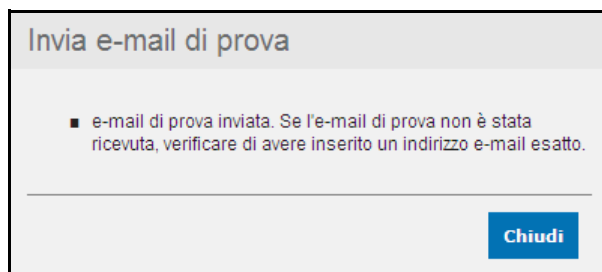 Invia e-mail di prova
▪ e-mail di prova inviata. Se l'e-mail di prova non è stata
ricevuta, verificare di avere inserito un indirizzo e-mail esatto.
Chiudi